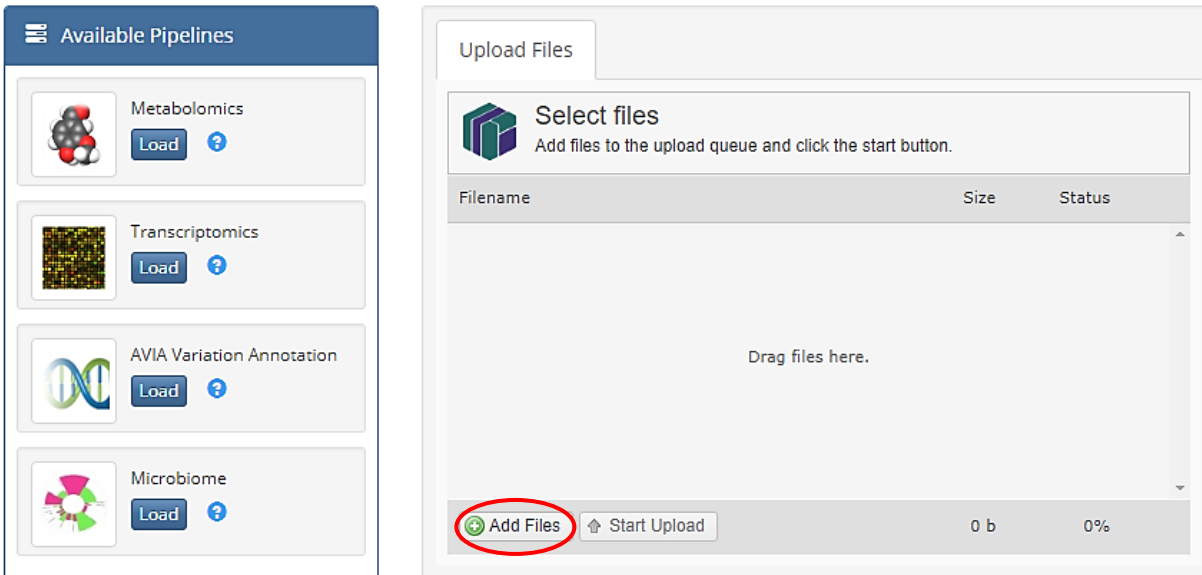 Available Pipelines
Metabolomics
Load
?
Transcriptomics
Load
?
AVIA Variation Annotation
Load
?
Microbiome
Load
?
Upload Files
Select files
Add files to the upload queue and click the start button.
Filename Size Status
Drag files here.
Add Files Start Upload 0 b 0%